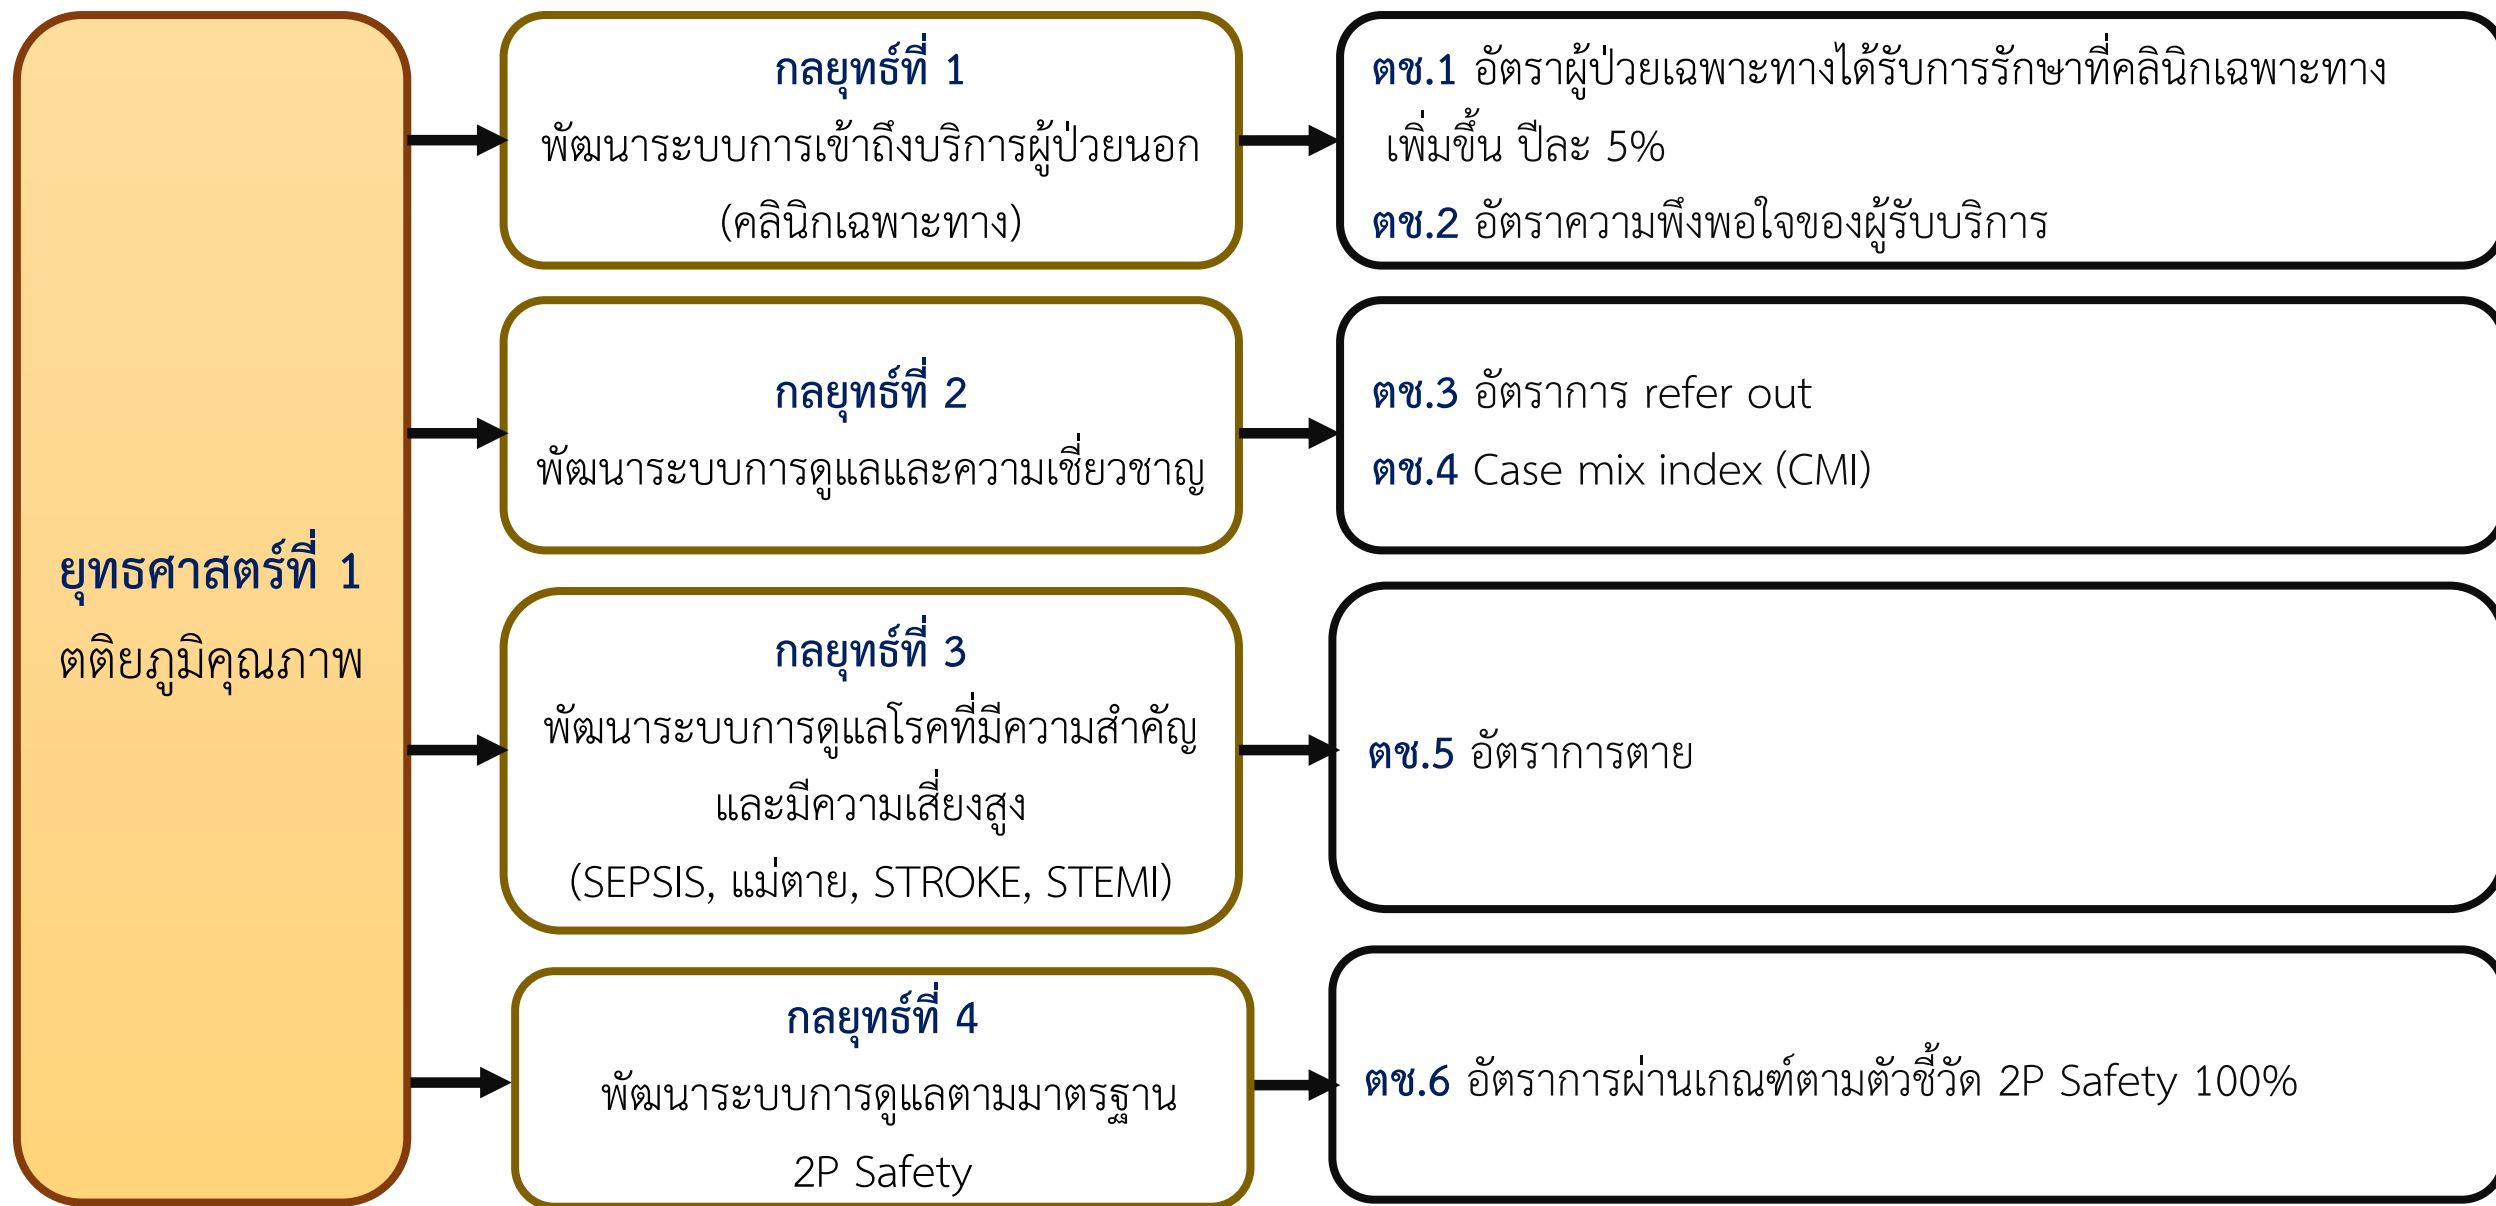 ยุทธศาสตร์ที่ 1
ตติยภูมิคุณภาพ
กลยุทธ์ที่ 1
พัฒนาระบบการเข้าถึงบริการผู้ป่วยนอก
(คลินิกเฉพาะทาง)
ตช.1 อัตราผู้ป่วยเฉพาะทางได้รับการรักษาที่คลินิกเฉพาะทาง
เพิ่มขึ้น ปีละ 5%
ตช.2 อัตราความพึงพอใจของผู้รับบริการ
กลยุทธ์ที่ 2
พัฒนาระบบการดูแลและความเชี่ยวชาญ
ตช.3 อัตราการ refer out
ตช.4 Case mix index (CMI)
กลยุทธ์ที่ 3
พัฒนาระบบการดูแลโรคที่มีความสำคัญ
และมีความเสี่ยงสูง
(SEPSIS, แม่ตาย, STROKE, STEMI)
ตช.5 อัตราการตาย
กลยุทธ์ที่ 4
พัฒนาระบบการดูแตามมาตรฐาน
2P Safety
ตช.6 อัตราการผ่านเกณฑ์ตามตัวชี้วัด 2P Safety 100%